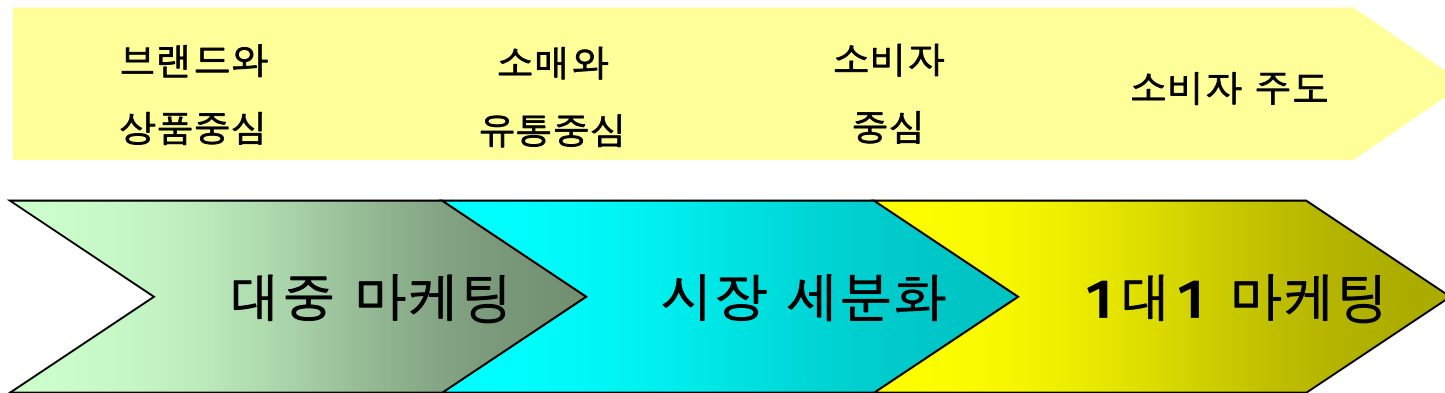 브랜드와
상품중심
소매와
유통중심
소비자
중심
소비자 주도
대중 마케팅
시장 세분화
1대1 마케팅